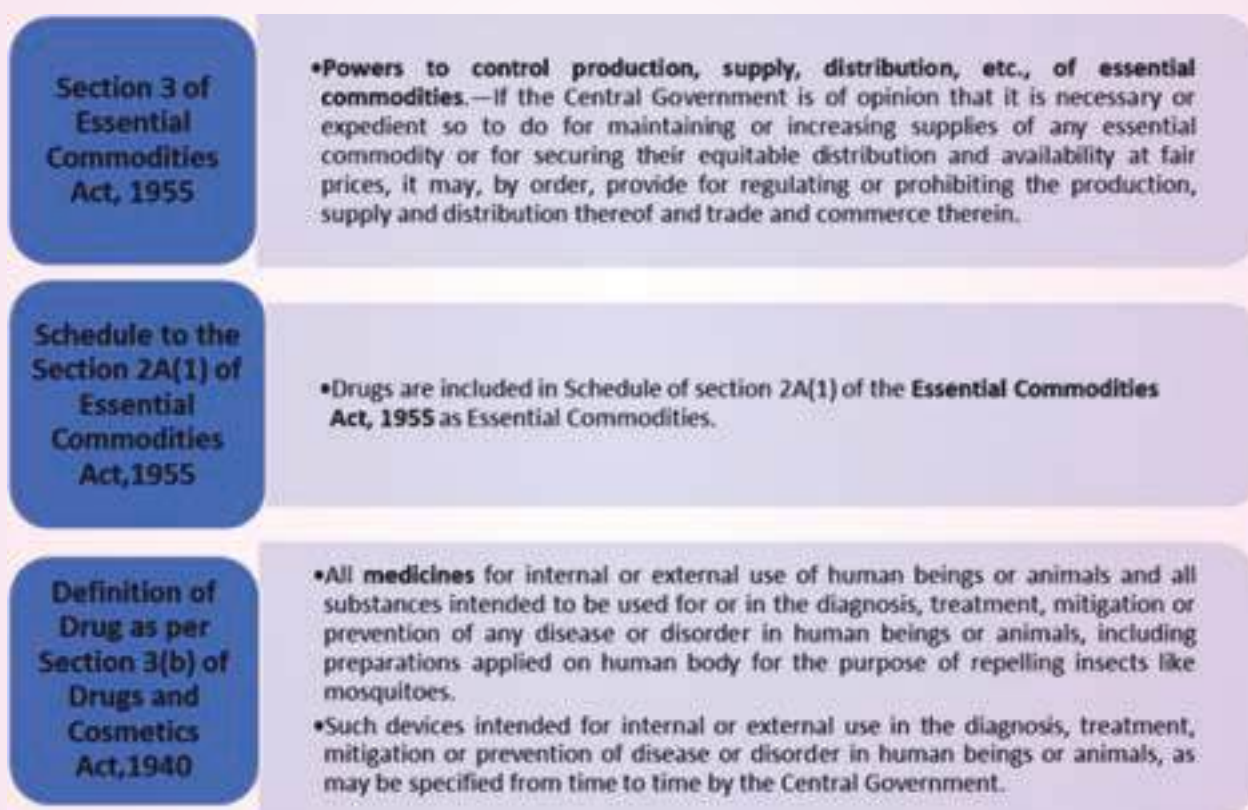 Section 3 of
Essential
Commodities
Act, 1955
•Powers to control production, supply, distribution, etc., of essential
commodities.—If the Central Government is of opinion that it is necessary or
expedient so to do for maintaining or increasing supplies of any essential
commodity or for securing their equitable distribution and availability at fair
prices, it may, by order, provide for regulating or prohibiting the production,
supply and distribution thereof and trade and commerce therein.
Schedule to the
Section 2A(1) of
Essential
Commodities
Act,1955
•Drugs are included in Schedule of section 2A(1) of the Essential Commodities
Act, 1955 as Essential Commodities.
Definition of
Drug as per
Section 3(b) of
Drugs and
Cosmetics
Act,1940
•All medicines for internal or external use of human beings or animals and all
substances intended to be used for or in the diagnosis, treatment, mitigation or
prevention of any disease or disorder in human beings or animals, including
preparations applied on human body for the purpose of repelling insects like
mosquitoes.
•Such devices intended for internal or external use in the diagnosis, treatment,
mitigation or prevention of disease or disorder in human beings or animals, as
may be specified from time to time by the Central Government.